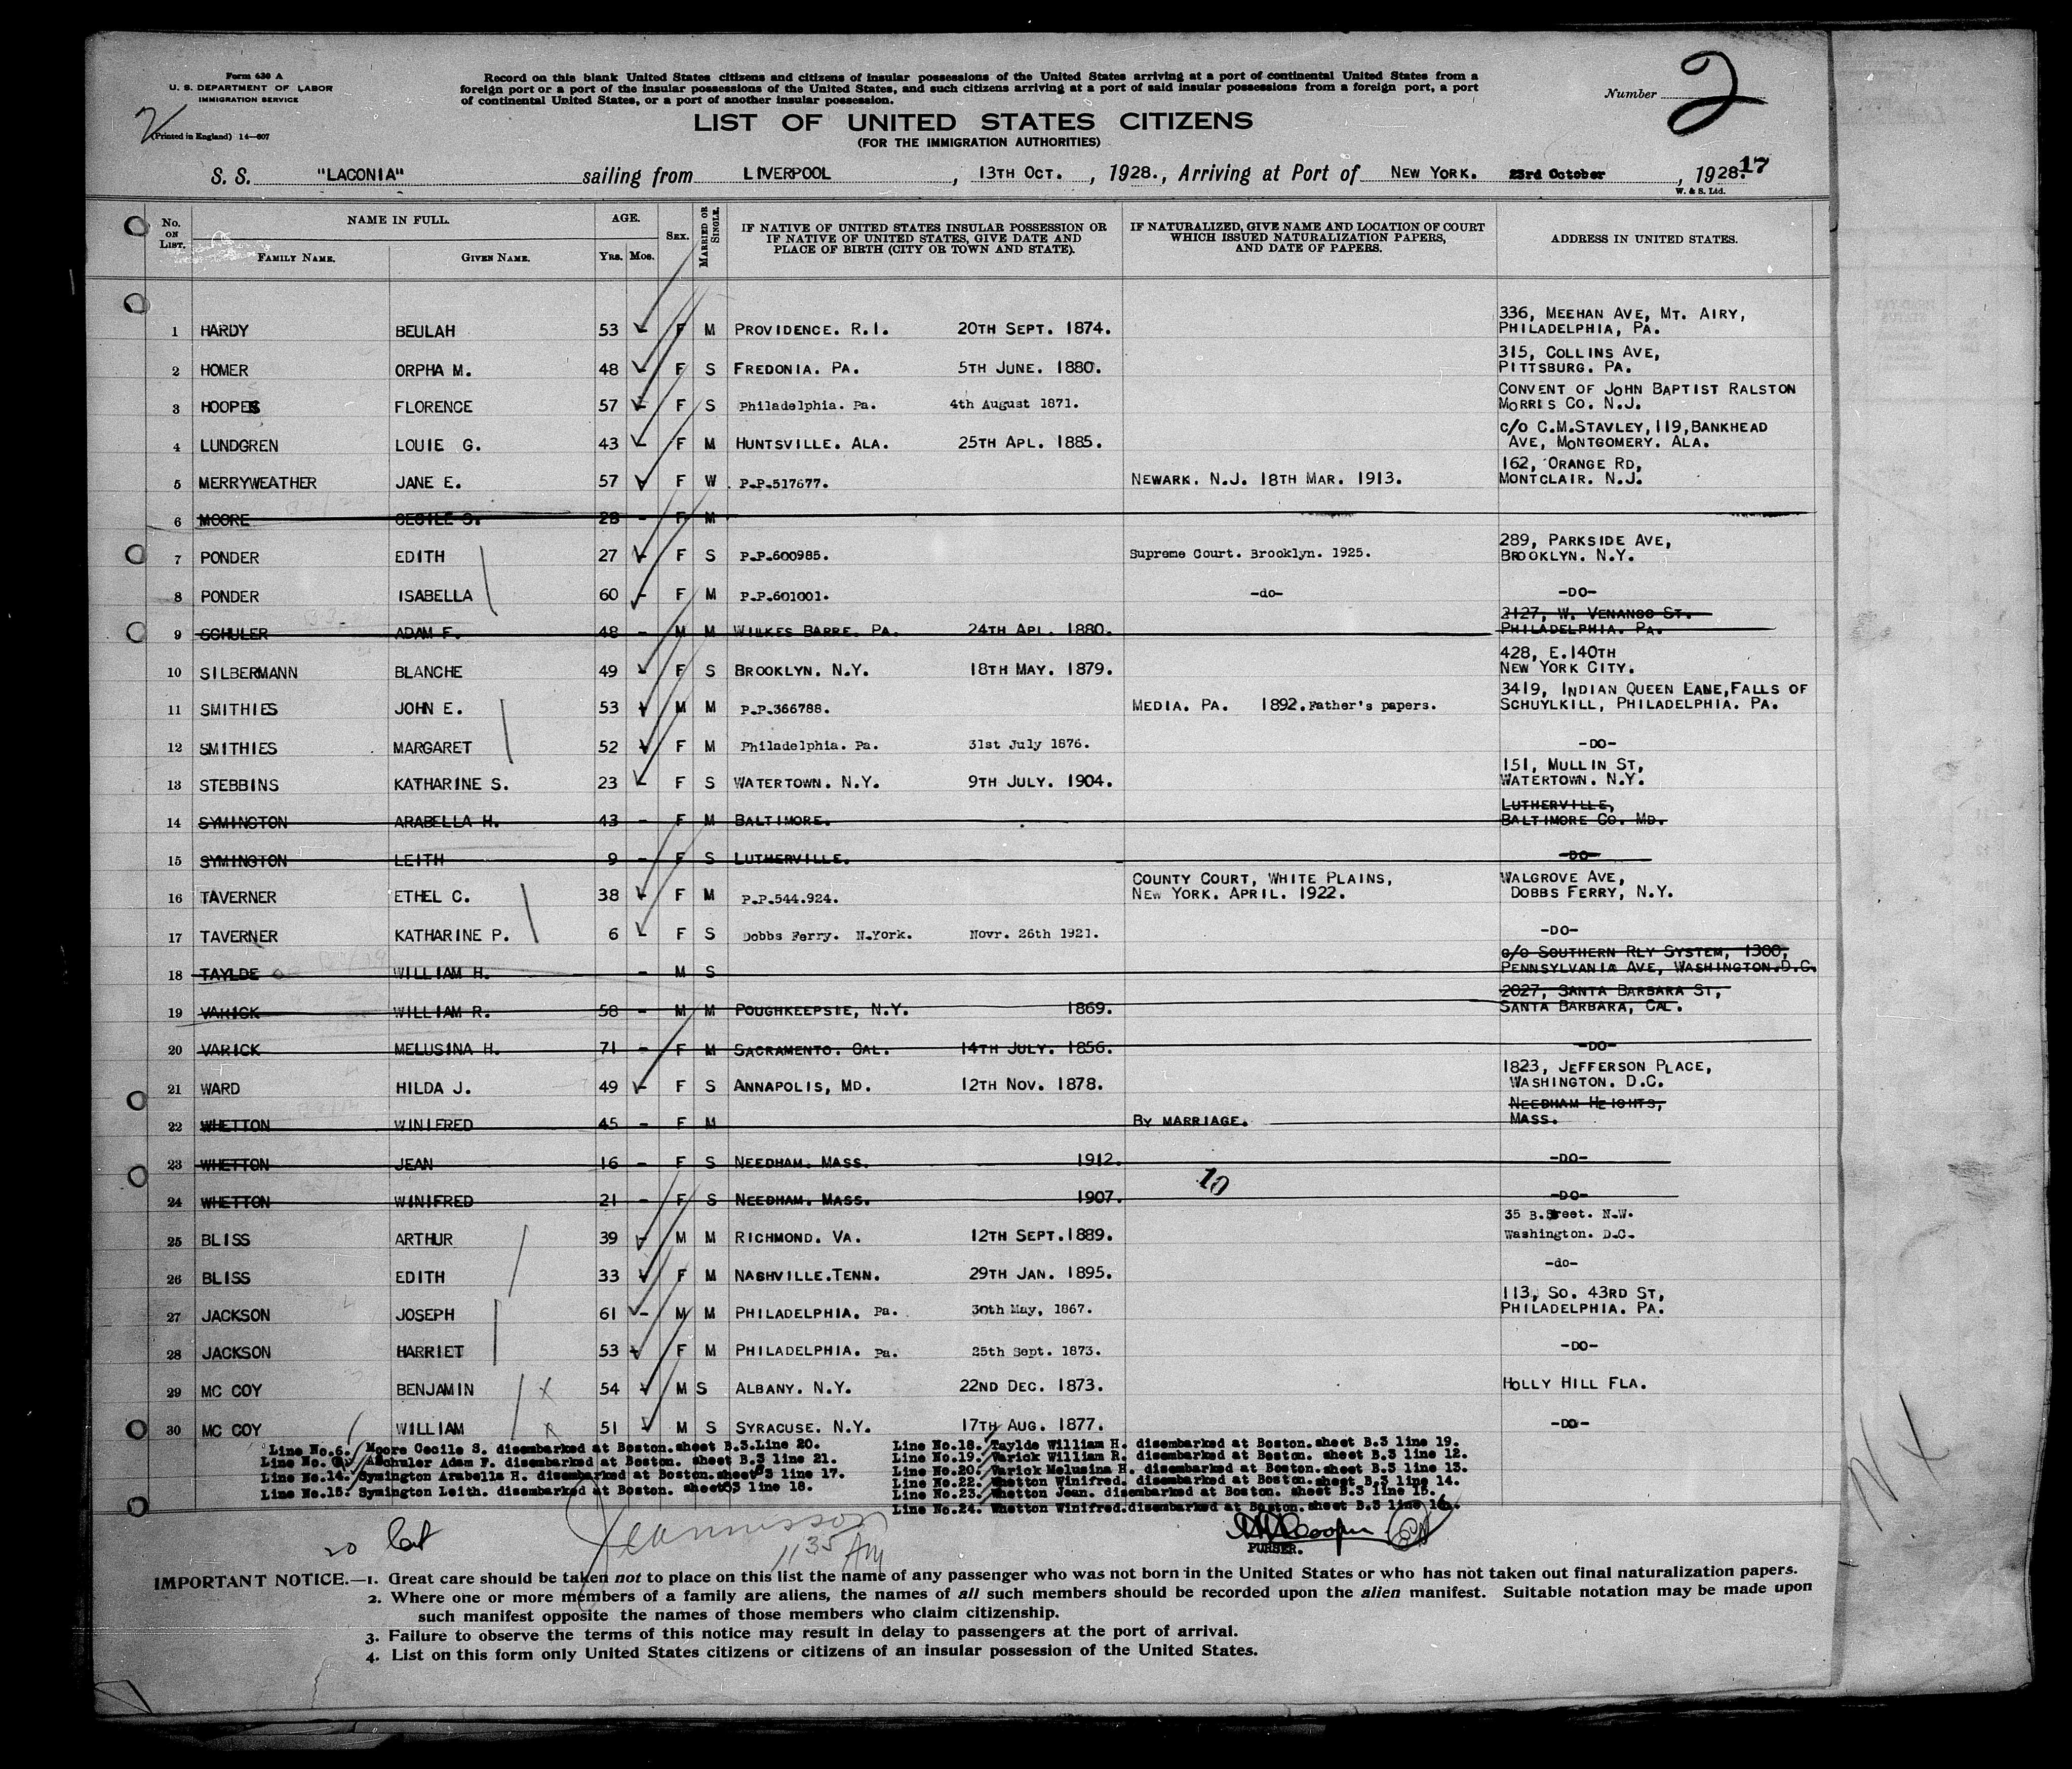 Form 630 A
U. S. DEPARTMENT OF LABOR
IMMIGRATION SERVICE
(Printed in England) 14—607
2
Record on this blank United States citizens and citizens of insular possessions of the United States arriving at a port of continental United States from a
foreign port or a port of the insular possessions of the United States, and such citizens arriving at a port of said insular possessions from a foreign port, a port
of continental United States, or a port of another insular possession.
Number 2
LIST OF UNITED STATES CITIZENS
(FOR THE IMMIGRATION AUTHORITIES)
S. S. "LACONIA" sailing from LIVERPOOL, 13TH OCT., 1928., Arriving at Port of NEW YORK. 23rd October, 1928. 17
W. & S. Ltd.
No. ON LIST. NAME IN FULL. AGE. SEX. MARRIED OR SINGLE. IF NATIVE OF UNITED STATES INSULAR POSSESSION OR IF NATIVE OF UNITED STATES, GIVE DATE AND PLACE OF BIRTH (CITY OR TOWN AND STATE). IF NATURALIZED, GIVE NAME AND LOCATION OF COURT WHICH ISSUED NATURALIZATION PAPERS, AND DATE OF PAPERS. ADDRESS IN UNITED STATES.
FAMILY NAME. GIVEN NAME. Yrs. Mos.
1 HARDY BEULAH 53 - F M PROVIDENCE. R.I. 20TH SEPT. 1874. 336, MEEHAN AVE, MT. AIRY, PHILADELPHIA, PA.
2 HOMER ORPHA M. 48 - F S FREDONIA. PA. 5TH JUNE. 1880. 315, COLLINS AVE, PITTSBURG. PA.
3 HOOPES FLORENCE 57 - F S Philadelphia. Pa. 4th August 1871. CONVENT OF JOHN BAPTIST RALSTON MORRIS CO. N.J.
4 LUNDGREN LOUIE G. 43 - F M HUNTSVILLE. ALA. 25TH APL. 1885. c/o C.M.STAVLEY, 119, BANKHEAD AVE, MONTGOMERY. ALA.
5 MERRYWEATHER JANE E. 57 - F W P.P.517677. NEWARK. N.J. 18TH MAR. 1913. 162, ORANGE RD, MONTCLAIR. N.J.
6 MOORE CECILE S. 28 - F M
7 PONDER EDITH 27 - F S P.P.600985. Supreme Court. Brooklyn. 1925. 289, PARKSIDE AVE, BROOKLYN. N.Y.
8 PONDER ISABELLA 60 - F M P.P.601001. -do- -DO-
9 SCHULER ADAM F. 48 - M M WILKES BARRE. PA. 24TH APL. 1880. 2127, W. VENANGO ST. PHILADELPHIA. PA.
10 SILBERMANN BLANCHE 49 - F S BROOKLYN. N.Y. 18TH MAY. 1879. 428, E.140TH NEW YORK CITY.
11 SMITHIES JOHN E. 53 - M M P.P.366788. MEDIA. PA. 1892. Father's papers. 3419, INDIAN QUEEN LANE, FALLS OF SCHUYLKILL, PHILADELPHIA. PA.
12 SMITHIES MARGARET 52 - F M Philadelphia. Pa. 31st July 1876. -DO-
13 STEBBINS KATHARINE S. 23 - F S WATERTOWN. N.Y. 9TH JULY. 1904. 151, MULLIN ST, WATERTOWN. N.Y.
14 SYMINGTON ARABELLA H. 43 - F M BALTIMORE. LUTHERVILLE, BALTIMORE CO. MD.
15 SYMINGTON LEITH 9 - F S LUTHERVILLE. -DO-
16 TAVERNER ETHEL C. 38 - F M P.P.544.924. COUNTY COURT, WHITE PLAINS, NEW YORK. APRIL. 1922. WALGROVE AVE, DOBBS FERRY, N.Y.
17 TAVERNER KATHARINE P. 6 - F S Dobbs Ferry. N.York. Novr. 26th 1921. -DO-
18 TAYLDE WILLIAM H. - M S c/o SOUTHERN RLY SYSTEM, 1300, PENNSYLVANIA AVE, WASHINGTON.D.C.
19 VARICK WILLIAM R. 58 - M M POUGHKEEPSIE, N.Y. 1869. 2027, SANTA BARBARA ST, SANTA BARBARA, CAL.
20 VARICK MELUSINA H. 71 - F M SACRAMENTO. CAL. 14TH JULY. 1856. -DO-
21 WARD HILDA J. 49 - F S ANNAPOLIS, MD. 12TH NOV. 1878. 1823, JEFFERSON PLACE, WASHINGTON. D.C.
22 WHETTON WINIFRED 45 - F M BY MARRIAGE. NEEDHAM HEIGHTS, MASS.
23 WHETTON JEAN 16 - F S NEEDHAM. MASS. 1912. -DO-
24 WHETTON WINIFRED 21 - F S NEEDHAM. MASS. 1907. 10 -DO-
25 BLISS ARTHUR 39 - M M RICHMOND. VA. 12TH SEPT.1889. 35 B.Street. N.W. Washington. D.C.
26 BLISS EDITH 33 - F M NASHVILLE.TENN. 29TH JAN. 1895. -do-
27 JACKSON JOSEPH 61 - M M PHILADELPHIA. Pa. 30th May, 1867. 113, SO. 43RD ST, PHILADELPHIA. PA.
28 JACKSON HARRIET 53 - F M PHILADELPHIA. Pa. 25th Sept. 1873. -DO-
29 MC COY BENJAMIN X 54 - M S ALBANY. N.Y. 22ND DEC. 1873. HOLLY HILL FLA.
30 MC COY WILLIAM 51 - M S SYRACUSE. N.Y. 17TH AUG. 1877. -DO-
Line No.6. Moore Cecile S. disembarked at Boston.sheet B.3.Line 20.
Line No. 9. Schuler Adam F. disembarked at Boston. sheet B.3 line 21.
Line No.14. Symington Arabella H. disembarked at Boston.sheet 3 line 17.
Line No.15. Symington Leith. disembarked at Boston. sheet 3 line 18.
Line No.18. Taylde William H. disembarked at Boston.sheet B.3 line 19.
Line No.19. Varick William R. disembarked at Boston. sheet B.3 line 12.
Line No.20. Varick Melusina H. disembarked at Boston.sheet B.3 line 13.
Line No.22. Whetton Winifred. disembarked at Boston.sheet B.3 line 14.
Line No.23. Whetton Jean. disembarked at Boston. sheet B.3 line 15.
Line No.24. Whetton Winifred.disembarked at Boston. sheet B.3 line 16.
20
11 35 Am
PURSER.
IMPORTANT NOTICE.—1. Great care should be taken not to place on this list the name of any passenger who was not born in the United States or who has not taken out final naturalization papers.
2. Where one or more members of a family are aliens, the names of all such members should be recorded upon the alien manifest. Suitable notation may be made upon
such manifest opposite the names of those members who claim citizenship.
3. Failure to observe the terms of this notice may result in delay to passengers at the port of arrival.
4. List on this form only United States citizens or citizens of an insular possession of the United States.